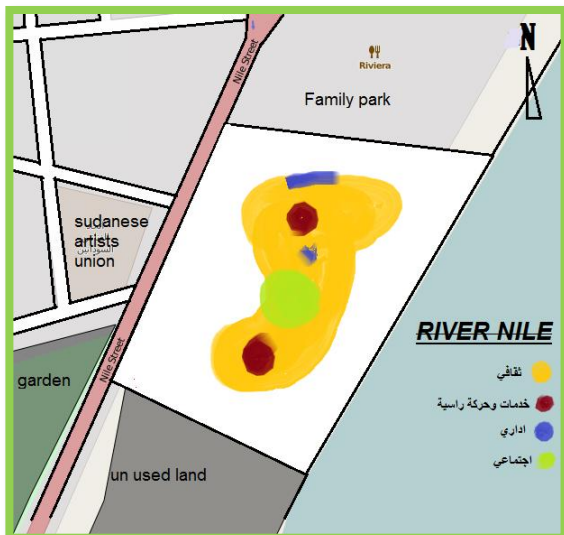 Nile Street
Riviera
N
Family park
sudanese
artists
union
RIVER NILE
ثقافي
خدمات وحركة راسية
اداري
اجتماعي
garden
Nile Street
un used land